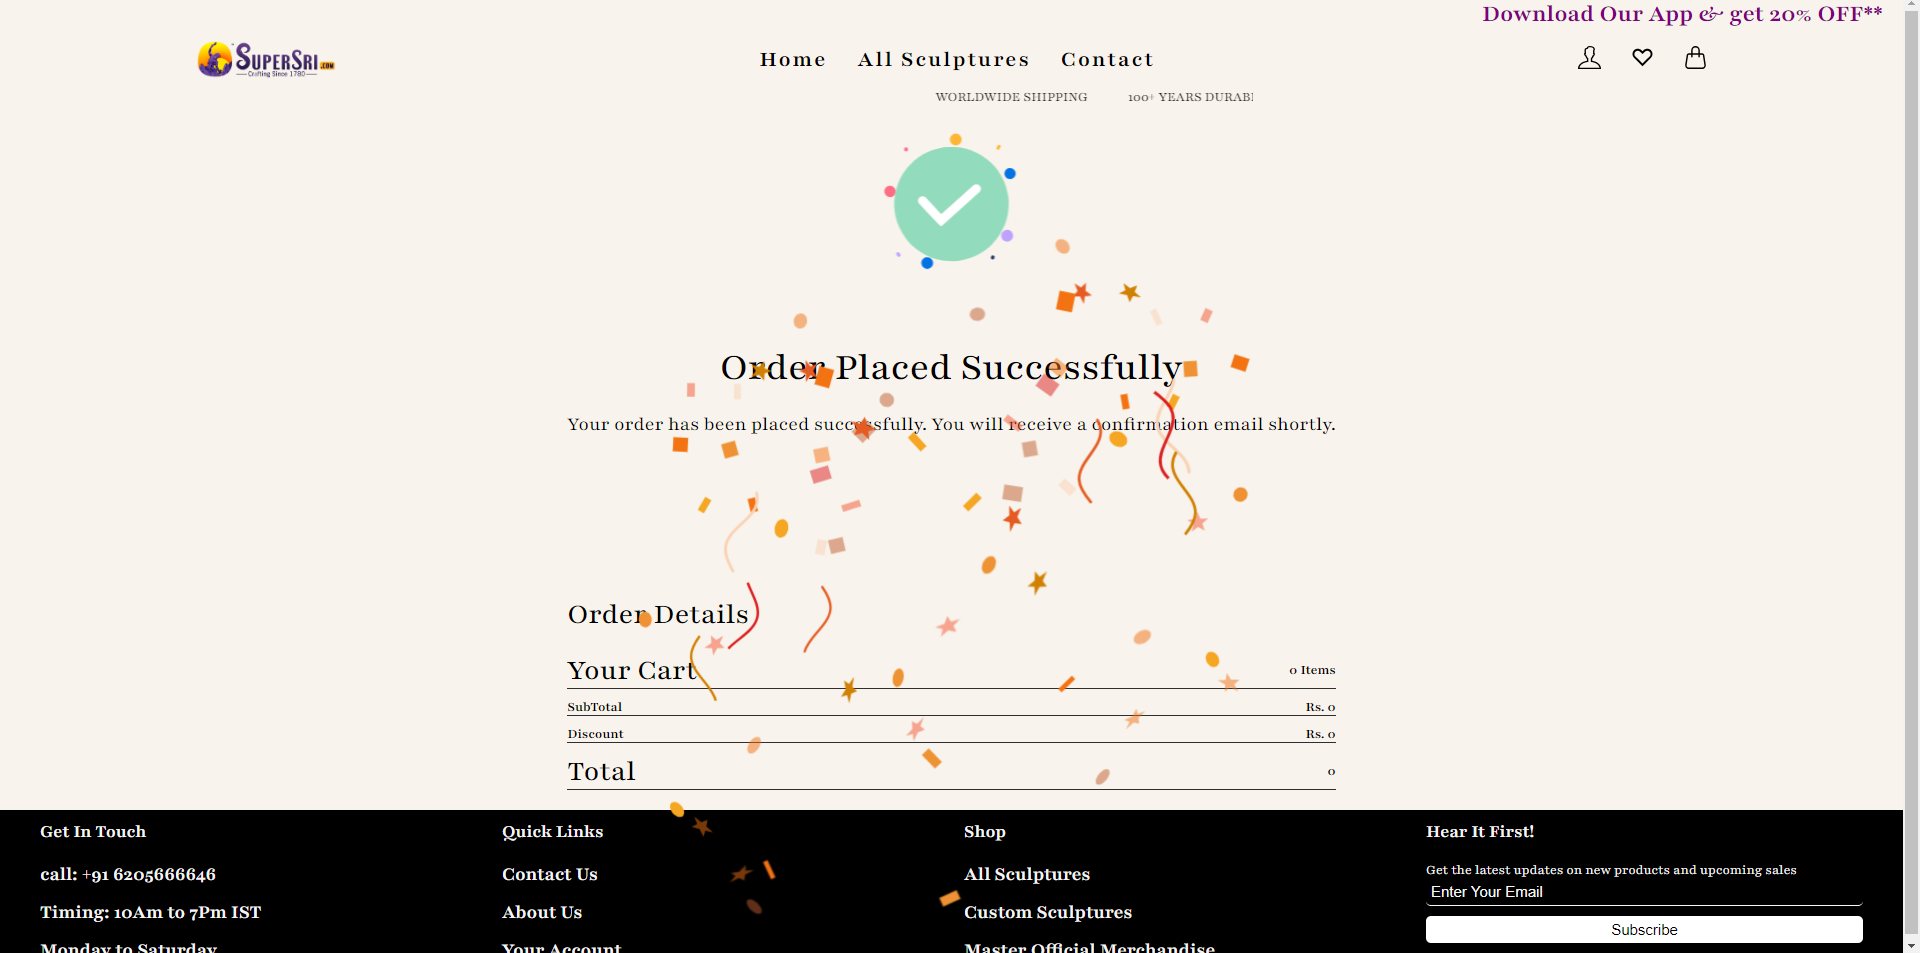 Download Our App & get 20% OFF**
SUPERSRI.COM
Crafting Since 1780
Home All Sculptures Contact
WORLDWIDE SHIPPING 100+ YEARS DURABI
Order Placed Successfully
Your order has been placed successfully. You will receive a confirmation email shortly.
Order Details
Your Cart 0 Items
SubTotal Rs. 0
Discount Rs. 0
Total 0
Get In Touch Quick Links Shop Hear It First!
call: +91 6205666646 Contact Us All Sculptures Get the latest updates on new products and upcoming sales
Enter Your Email
Timing: 10Am to 7Pm IST About Us Custom Sculptures
Subscribe
Monday to Saturday Your Account Master Official Merchandise